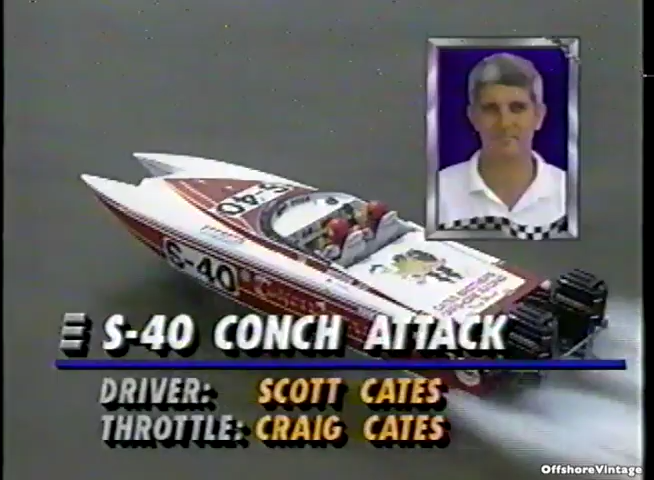 S-40
S-40
S-40 CONCH ATTACK
DRIVER: SCOTT CATES
THROTTLE: CRAIG CATES
OffshoreVintage